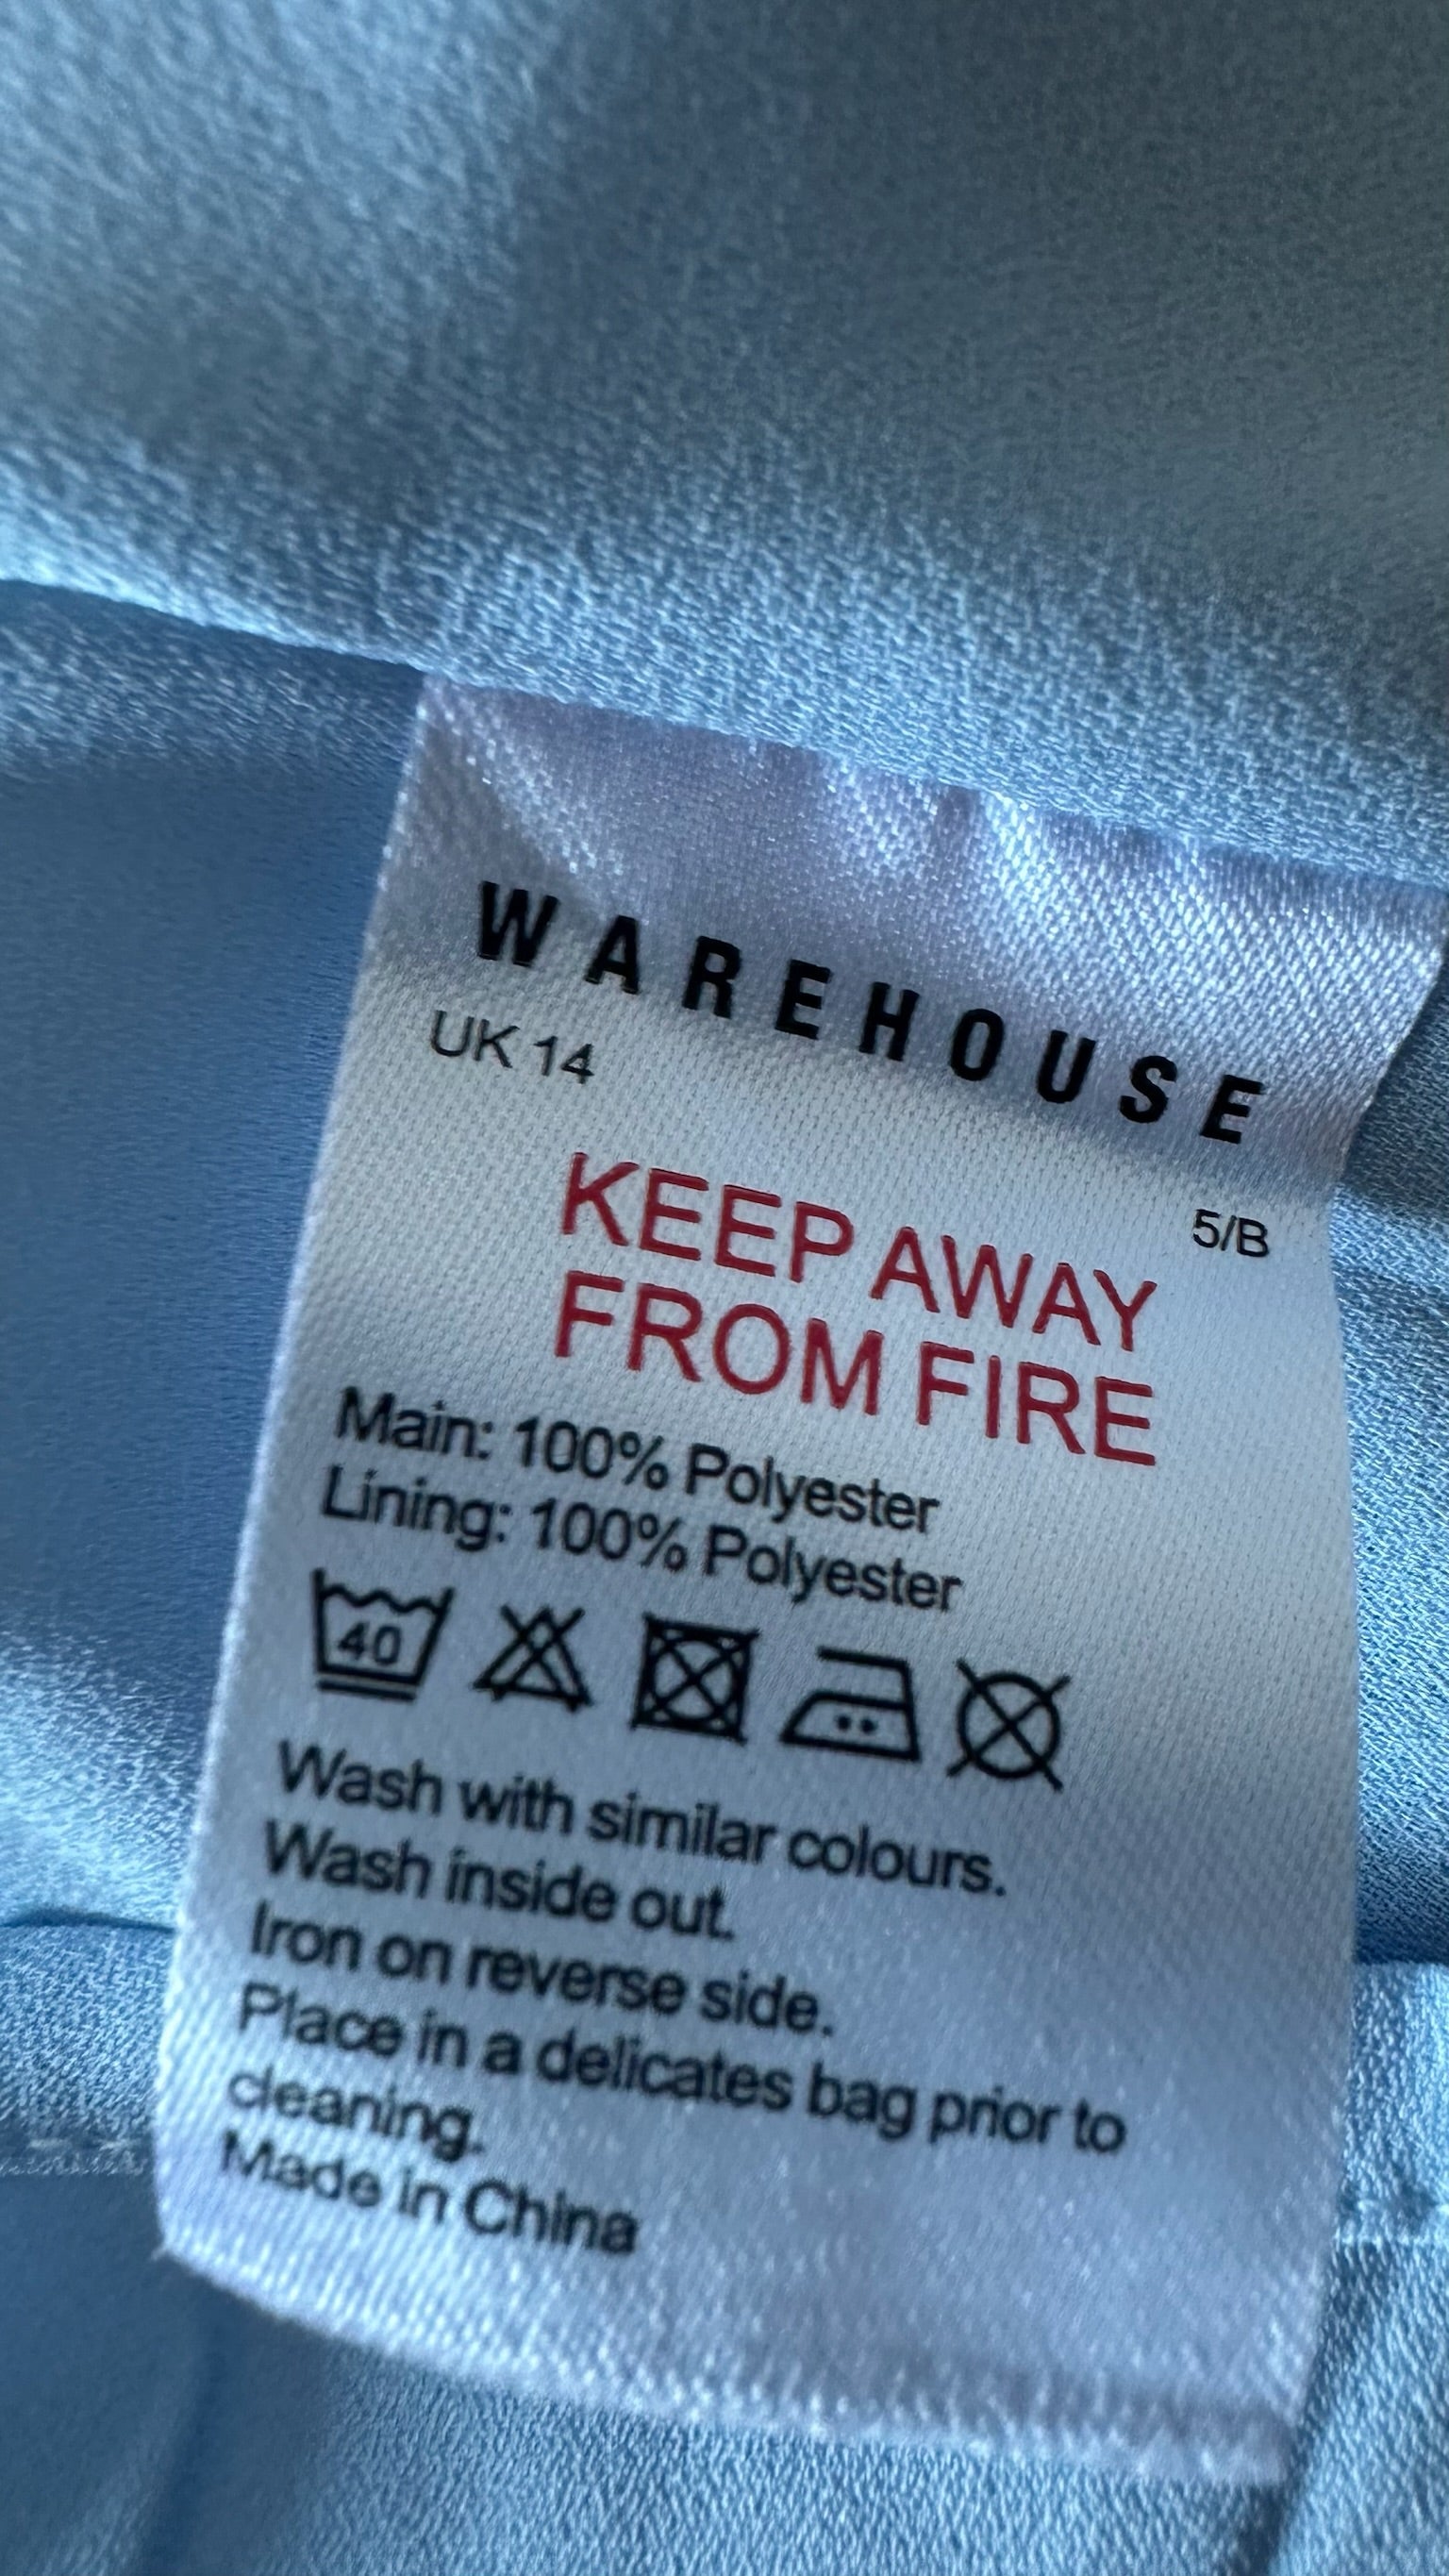 WAREHOUSE
UK 14
5/B
KEEP AWAY
FROM FIRE
Main: 100% Polyester
Lining: 100% Polyester
40
Wash with similar colours.
Wash inside out.
Iron on reverse side.
Place in a delicates bag prior to
cleaning.
Made in China